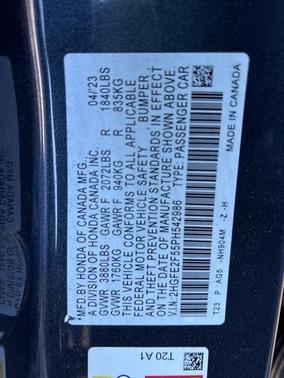 MFD.BY HONDA OF CANADA MFG. 04/'23
A DIVISION OF HONDA CANADA INC.
GVWR 3880LBS GAWR F 2072LBS R 1840LBS
GVWR 1760KG GAWR F 940KG R 835KG
THIS VEHICLE CONFORMS TO ALL APPLICABLE
FEDERAL MOTOR VEHICLE SAFETY, BUMPER,
AND THEFT PREVENTION STANDARDS IN EFFECT
ON THE DATE OF MANUFACTURE SHOWN ABOVE.
V.I.N:2HGFE2F55PH542986 TYPE:PASSENGER CAR
T23 P AG5 -NH904M -Z -H MADE IN CANADA
T20 A1